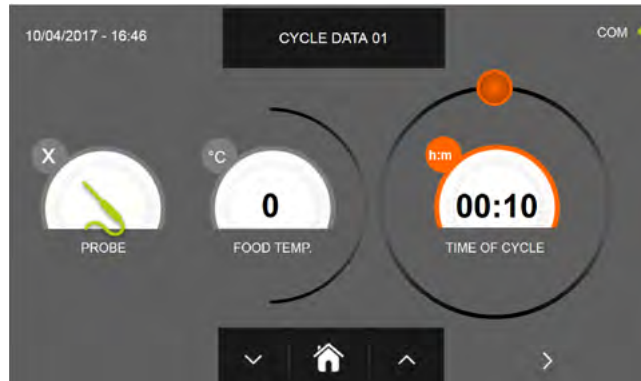 10/04/2017 - 16:46
CYCLE DATA 01
COM
X
°C
h:m
0
00:10
PROBE
FOOD TEMP.
TIME OF CYCLE